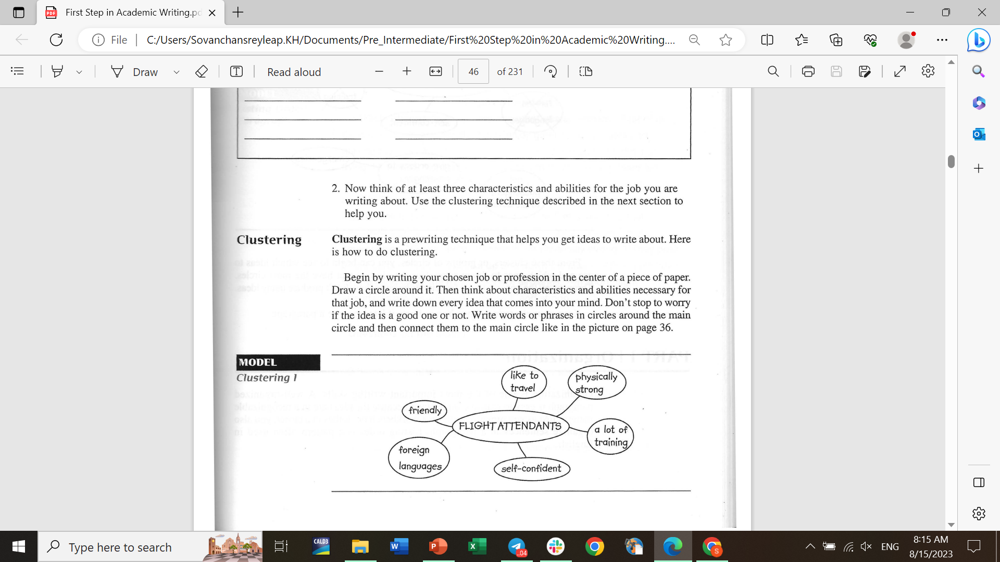 First Step in Academic Writing.pd
File
C:/Users/Sovanchansreyleap.KH/Documents/Pre_Intermediate/First%20Step%20in%20Academic%20Writing....
Draw
Read aloud
46
of 231
2. Now think of at least three characteristics and abilities for the job you are
writing about. Use the clustering technique described in the next section to
help you.
Clustering
Clustering is a prewriting technique that helps you get ideas to write about. Here
is how to do clustering.
Begin by writing your chosen job or profession in the center of a piece of paper.
Draw a circle around it. Then think about characteristics and abilities necessary for
that job, and write down every idea that comes into your mind. Don't stop to worry
if the idea is a good one or not. Write words or phrases in circles around the main
circle and then connect them to the main circle like in the picture on page 36.
MODEL
Clustering 1
like to
travel
physically
strong
friendly
FLIGHT ATTENDANTS
a lot of
training
foreign
languages
self-confident
Type here to search
CALD3
..04
ENG
8:15 AM
8/15/2023